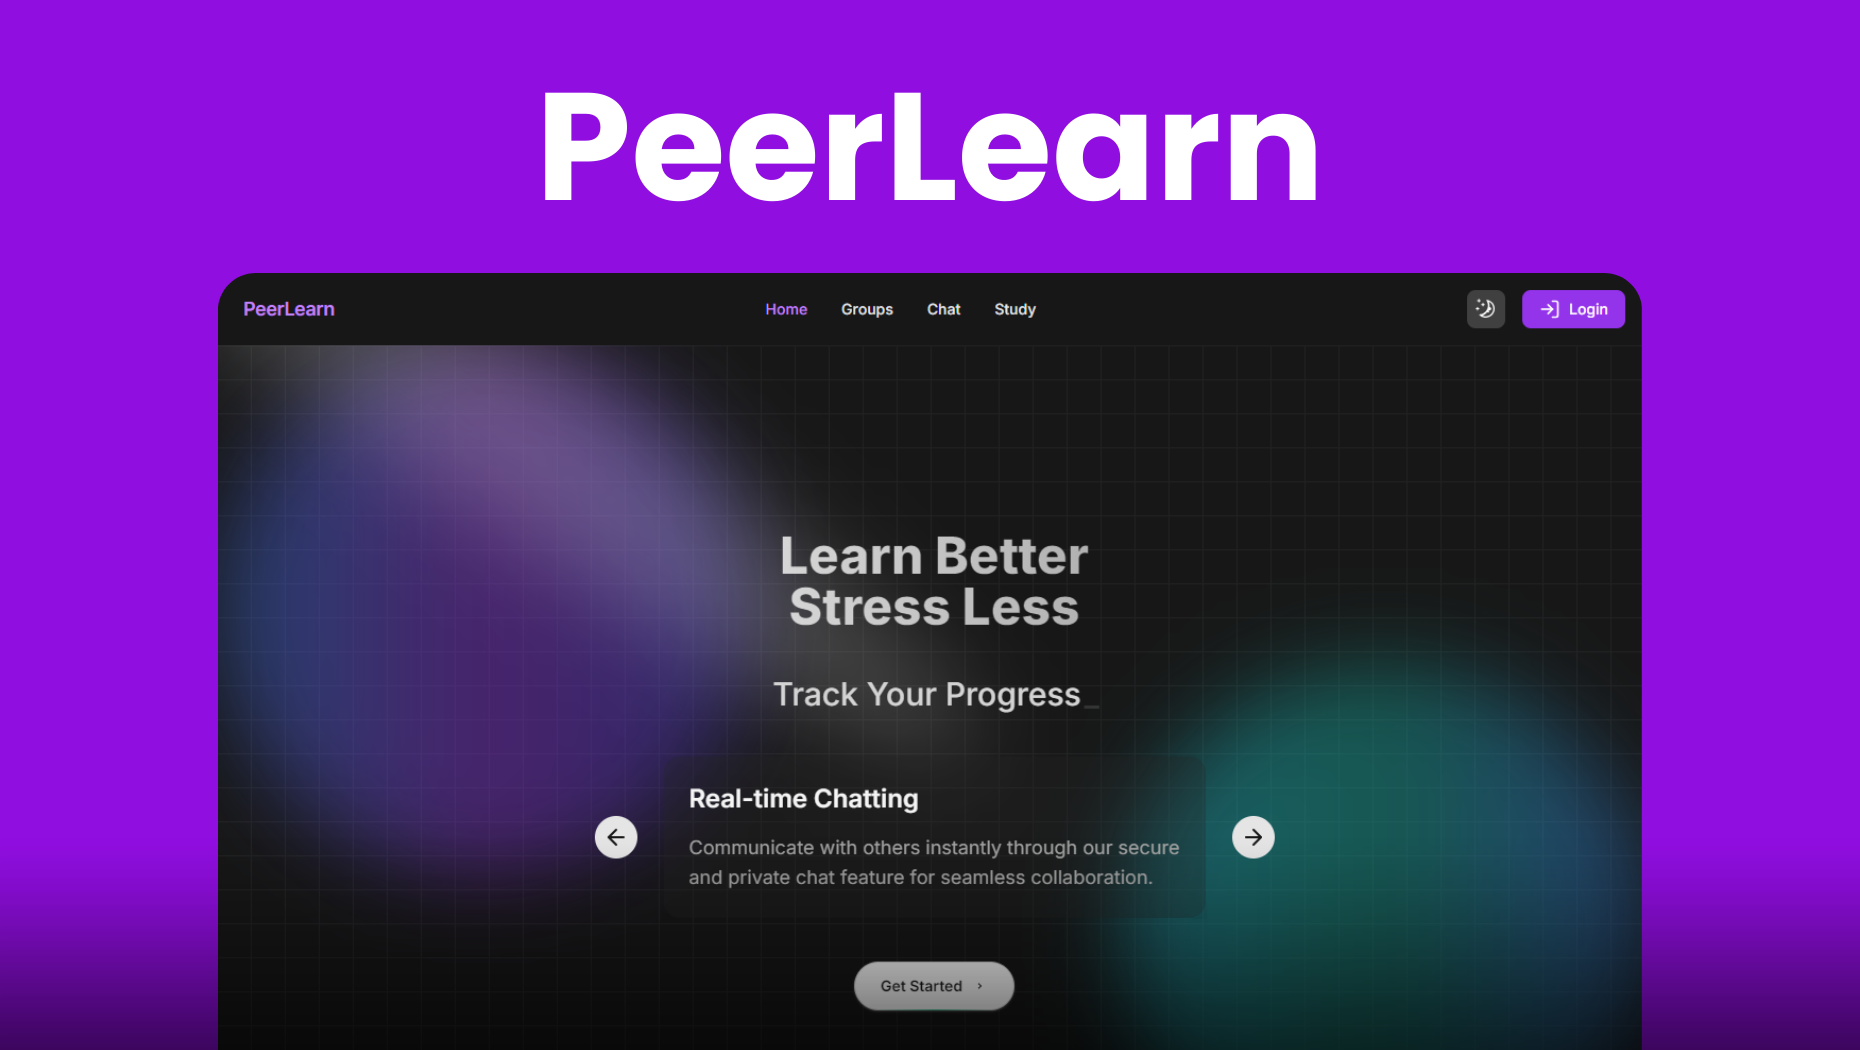 PeerLearn
PeerLearn
Home
Groups
Chat
Study
Login
Learn Better
Stress Less
Track Your Progress_
Real-time Chatting
Communicate with others instantly through our secure
and private chat feature for seamless collaboration.
Get Started